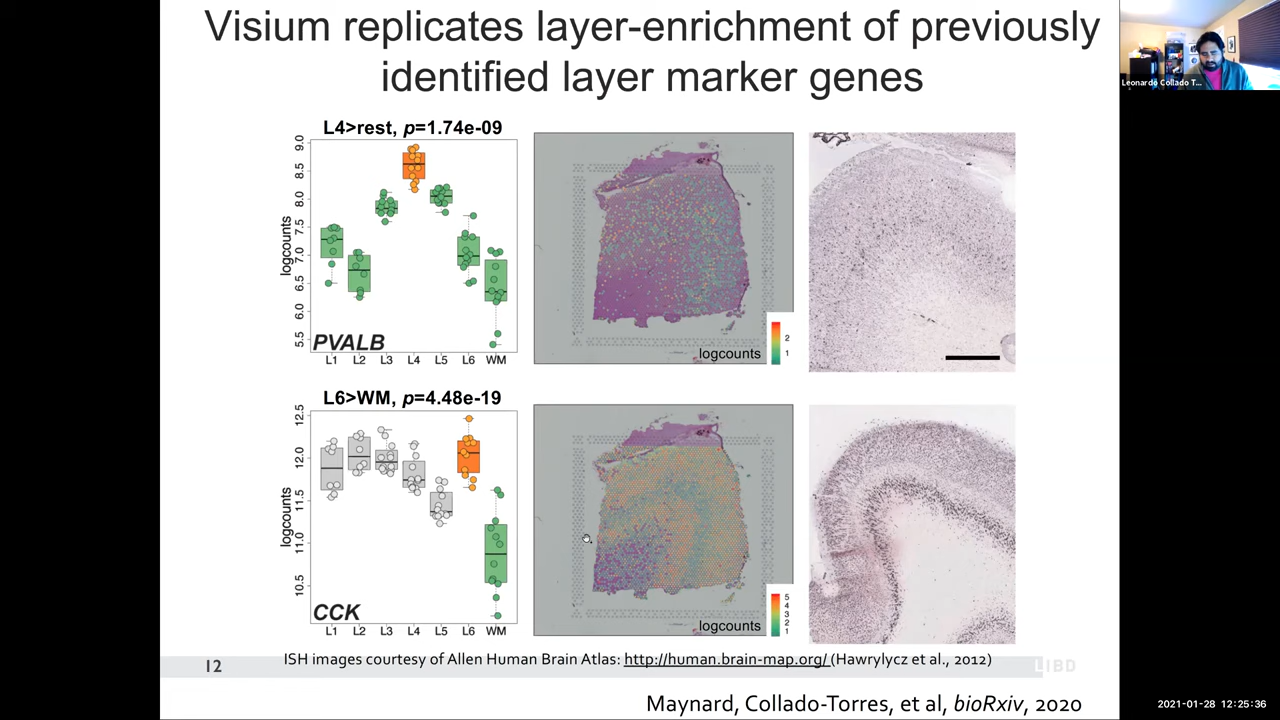 Visium replicates layer-enrichment of previously
identified layer marker genes
Leonardo Collado T...
L4>rest, p=1.74e-09
logcounts
9.0
8.5
8.0
7.5
7.0
6.5
6.0
5.5
PVALB
L1 L2 L3 L4 L5 L6 WM
logcounts
2
1
L6>WM, p=4.48e-19
logcounts
12.5
12.0
11.5
11.0
10.5
CCK
L1 L2 L3 L4 L5 L6 WM
logcounts
5
4
3
2
1
12
ISH images courtesy of Allen Human Brain Atlas: http://human.brain-map.org/ (Hawrylycz et al., 2012)
LIBD
Maynard, Collado-Torres, et al, bioRxiv, 2020
2021-01-28 12:25:36